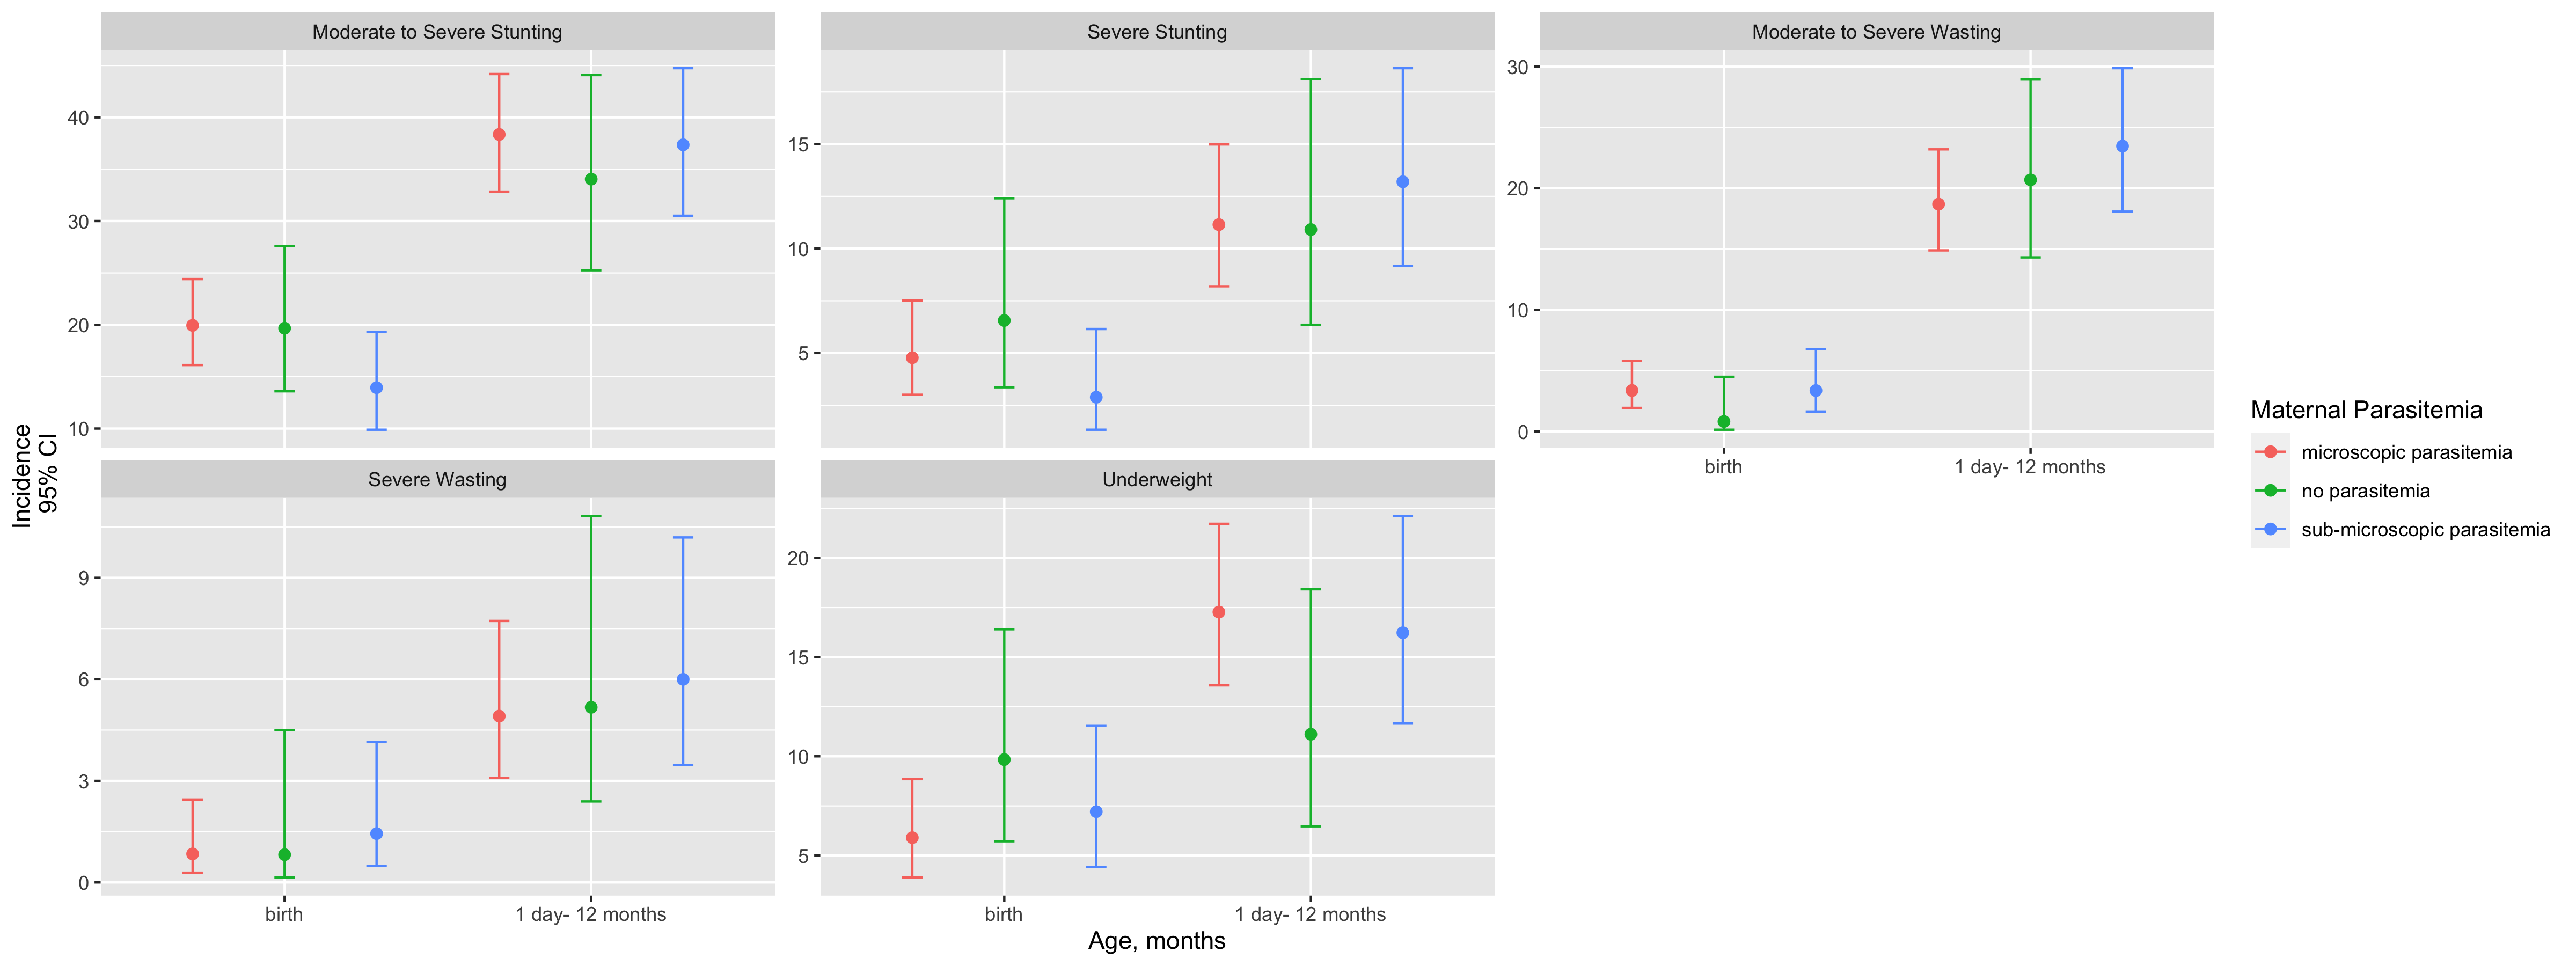 Moderate to Severe Stunting
Severe Stunting
Moderate to Severe Wasting
40
30
20
10
15
10
5
30
20
10
0
birth
1 day- 12 months
Severe Wasting
Underweight
9
6
3
0
20
15
10
5
birth
1 day- 12 months
birth
1 day- 12 months
Incidence
95% CI
Age, months
Maternal Parasitemia
microscopic parasitemia
no parasitemia
sub-microscopic parasitemia